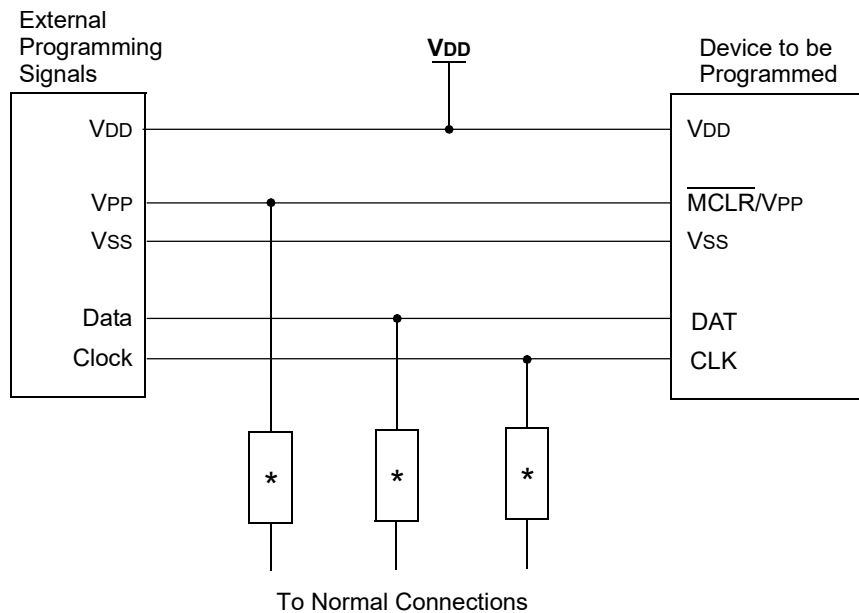 External
Programming
Signals
VDD
Device to be
Programmed
VDD
VPP
VSS
Data
Clock
VDD
MCLR/VPP
VSS
DAT
CLK
*
*
*
To Normal Connections